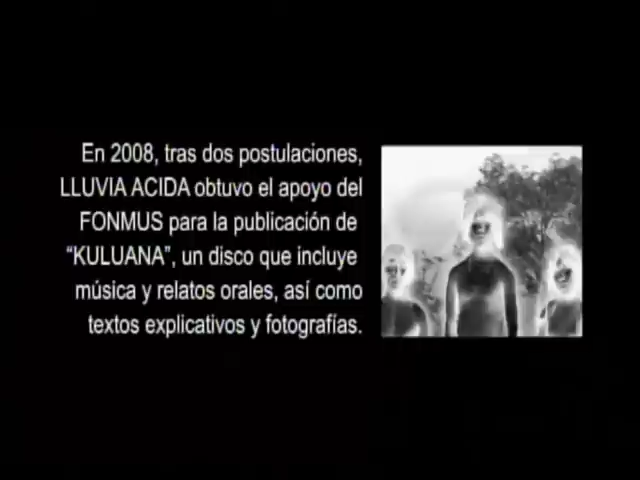 En 2008, tras dos postulaciones,
LLUVIA ACIDA obtuvo el apoyo del
FONMUS para la publicación de
“KULUANA”, un disco que incluye
música y relatos orales, así como
textos explicativos y fotografías.